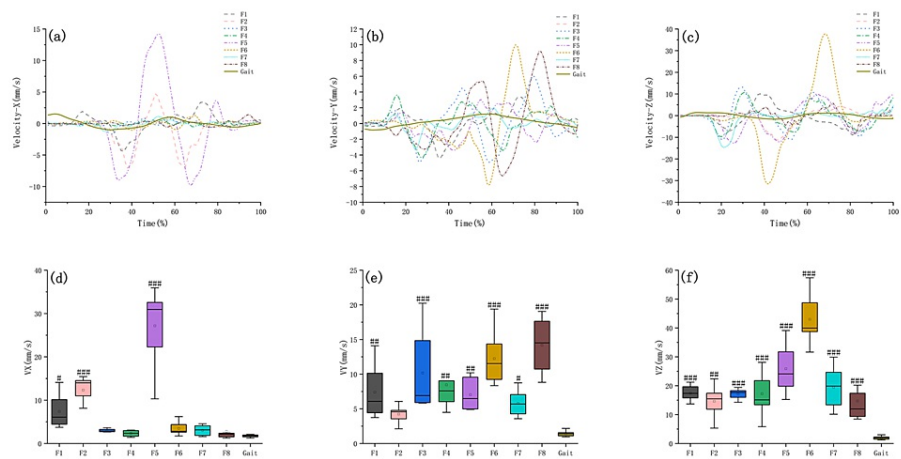 (a)
F1
F2
F3
F4
F5
F6
F7
F8
Gait
Velocity-X(mm/s)
15
10
5
0
-5
-10
0 20 40 60 80 100
Time(%)
(b)
F1
F2
F3
F4
F5
F6
F7
F8
Gait
Velocity-Y(mm/s)
12
10
8
6
4
2
0
-2
-4
-6
-8
-10
0 20 40 60 80 100
Time(%)
(c)
F1
F2
F3
F4
F5
F6
F7
F8
Gait
Velocity-Z(mm/s)
40
30
20
10
0
-10
-20
-30
-40
0 20 40 60 80 100
Time(%)
(d)
VX(mm/s)
40
30
20
10
0
# ### ###
F1 F2 F3 F4 F5 F6 F7 F8 Gait
(e)
VY(mm/s)
25
20
15
10
5
0
## ### ## ## ### # ###
F1 F2 F3 F4 F5 F6 F7 F8 Gait
(f)
VZ(mm/s)
70
60
50
40
30
20
10
0
### ## ### ### ### ### ### ###
F1 F2 F3 F4 F5 F6 F7 F8 Gait